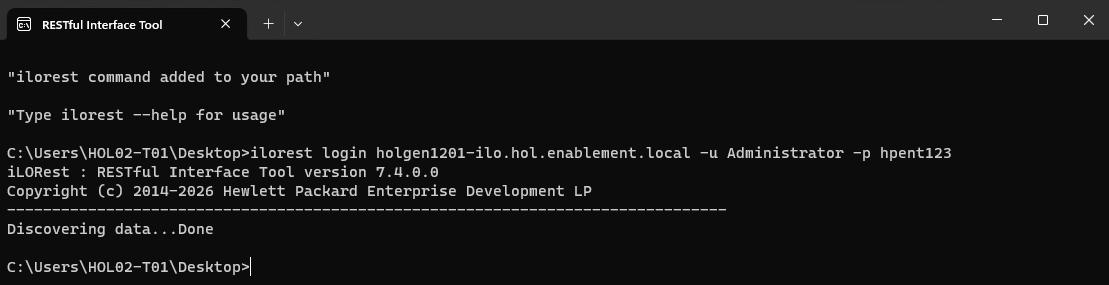 RESTful Interface Tool
"ilorest command added to your path"
"Type ilorest --help for usage"
C:\Users\HOL02-T01\Desktop>ilorest login holgen1201-ilo.hol.enablement.local -u Administrator -p hpent123
iLORest : RESTful Interface Tool version 7.4.0.0
Copyright (c) 2014-2026 Hewlett Packard Enterprise Development LP
--------------------------------------------------------------------------------
Discovering data...Done
C:\Users\HOL02-T01\Desktop>